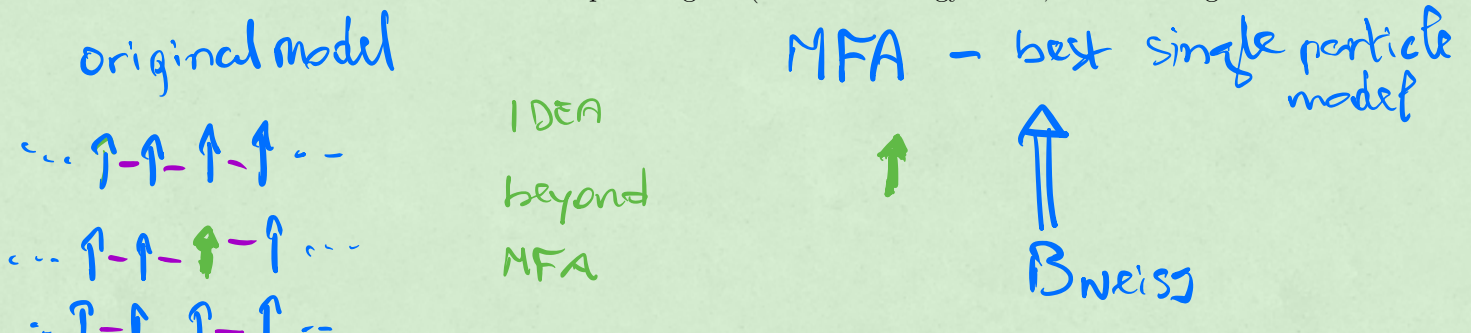 original model
MFA - best single particle
model
IDEA
beyond
MFA
BWeiss